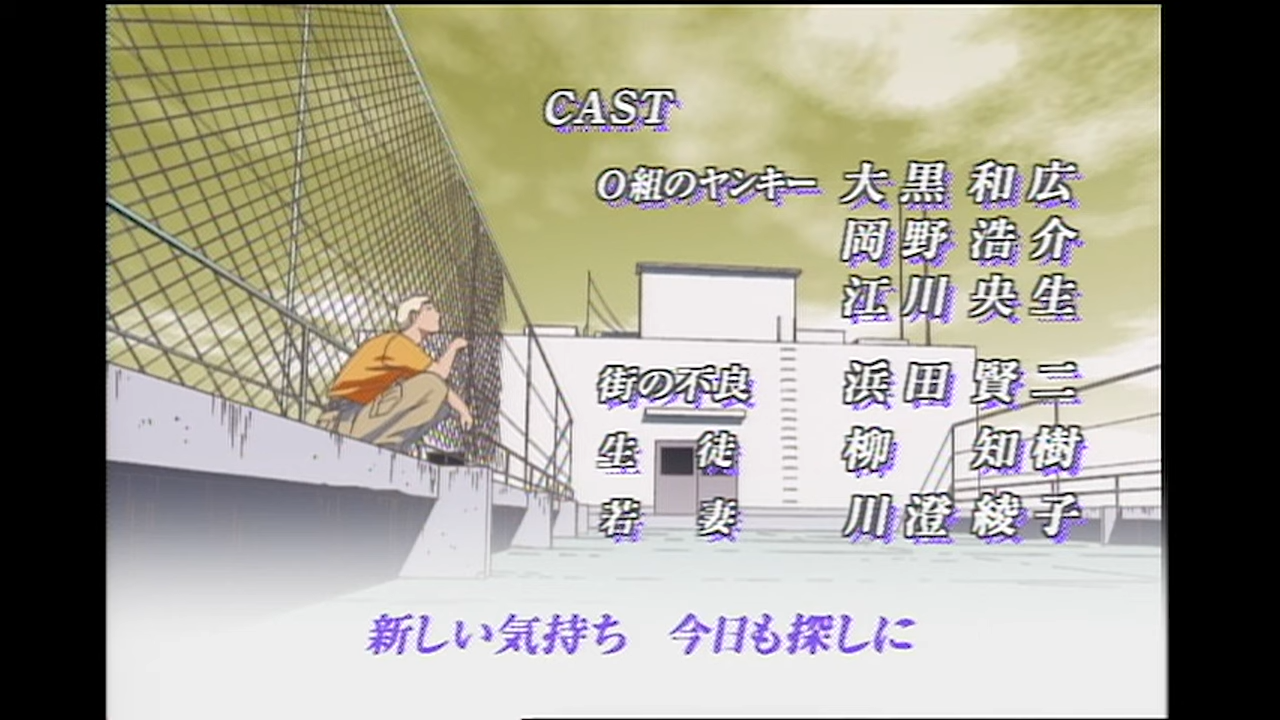 CAST
O組のヤンキー 大黒 和広
岡野 浩介
江川 央生
街の不良 浜田 賢二
生 徒 柳 知樹
若 妻 川澄 綾子
新しい気持ち 今日も探しに